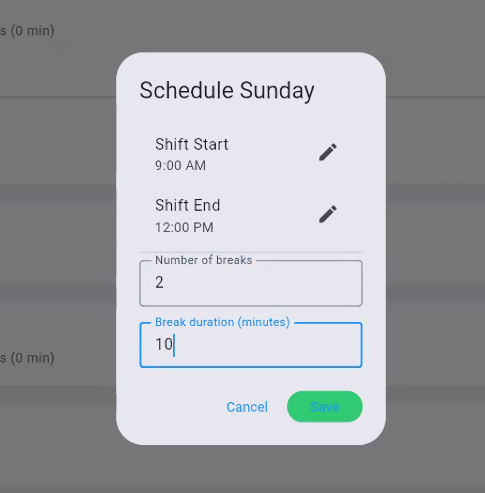 s (0 min)
Schedule Sunday
Shift Start
9:00 AM
Shift End
12:00 PM
Number of breaks
2
Break duration (minutes)
10
s (0 min)
Cancel
Save